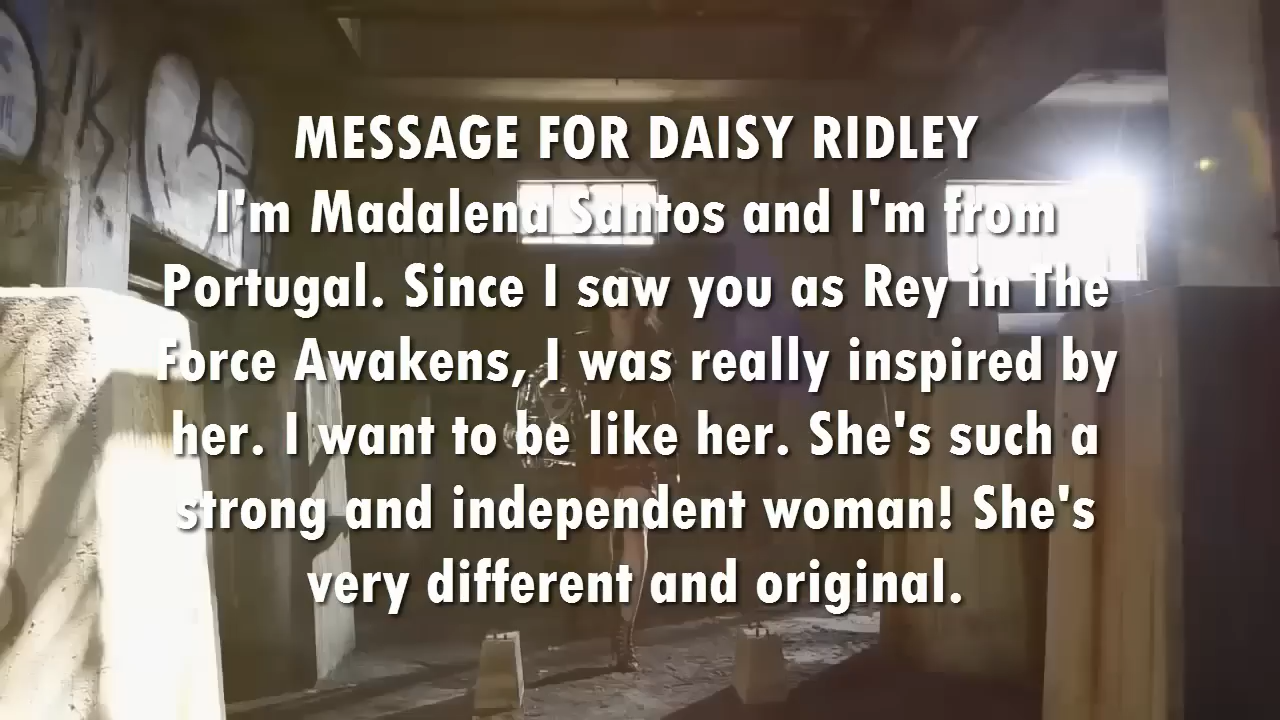 MESSAGE FOR DAISY RIDLEY
I'm Madalena Santos and I'm from
Portugal. Since I saw you as Rey in The
Force Awakens, I was really inspired by
her. I want to be like her. She's such a
strong and independent woman! She's
very different and original.